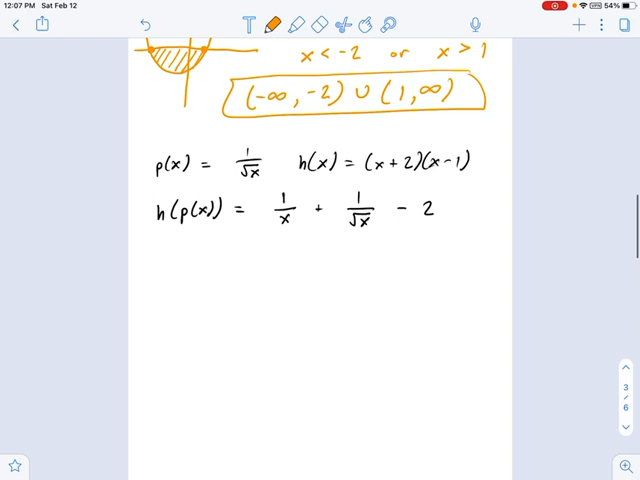 12:07 PM Sat Feb 12 54%
x < -2 or x > 1
(-∞, -2) ∪ (1, ∞)
p(x) = 1/√x h(x) = (x + 2)(x - 1)
h(p(x)) = 1/x + 1/√x - 2
3
/
6